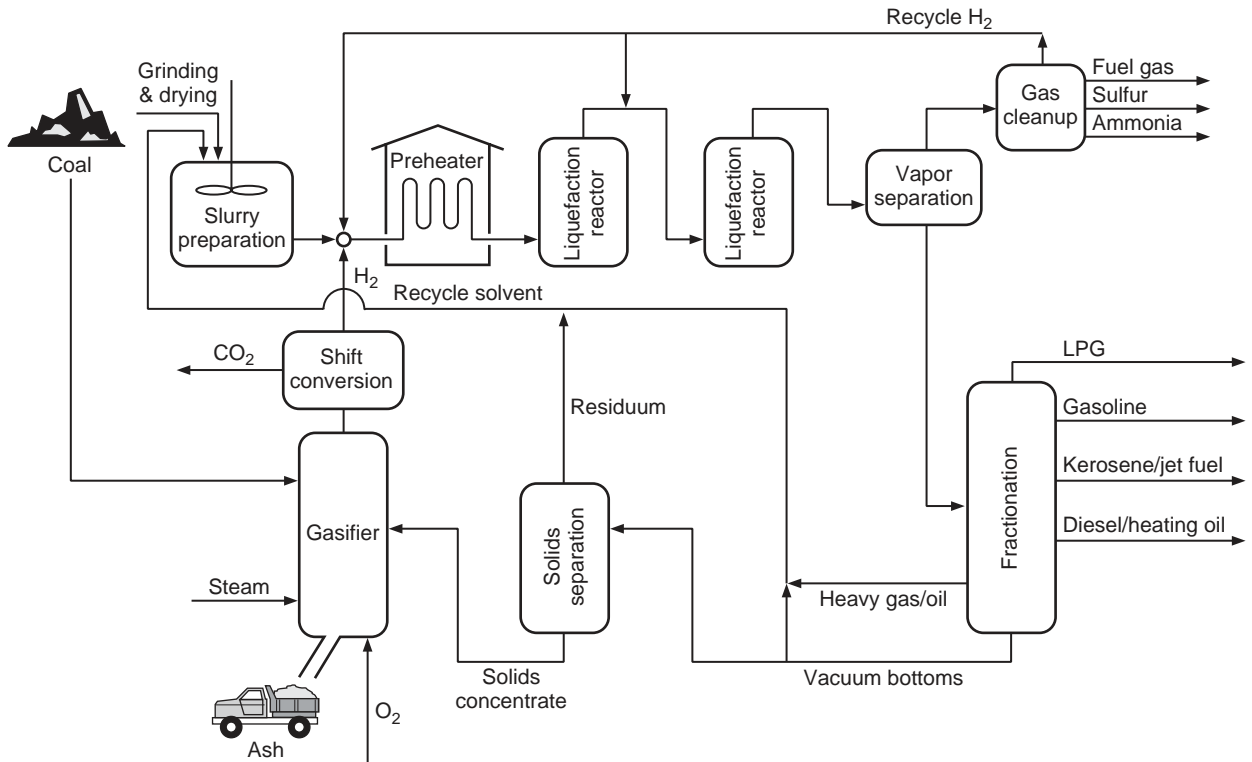 Recycle H₂
Grinding
& drying
Coal
Slurry
preparation
Preheater
Liquefaction
reactor
Liquefaction
reactor
Vapor
separation
Gas
cleanup
Fuel gas
Sulfur
Ammonia
H₂
Recycle solvent
CO₂
Shift
conversion
Residuum
LPG
Gasoline
Kerosene/jet fuel
Diesel/heating oil
Fractionation
Gasifier
Solids
separation
Steam
Heavy gas/oil
Solids
concentrate
Vacuum bottoms
O₂
Ash